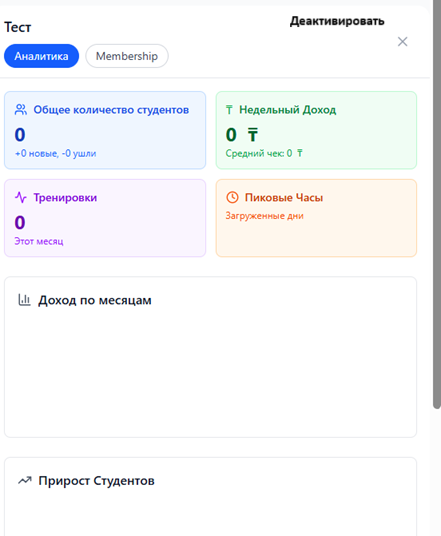 Тест
Деактивировать
Аналитика
Membership
Общее количество студентов
0
+0 новые, -0 ушли
₸ Недельный Доход
0 ₸
Средний чек: 0 ₸
Тренировки
0
Этот месяц
Пиковые Часы
Загруженные дни
Доход по месяцам
Прирост Студентов